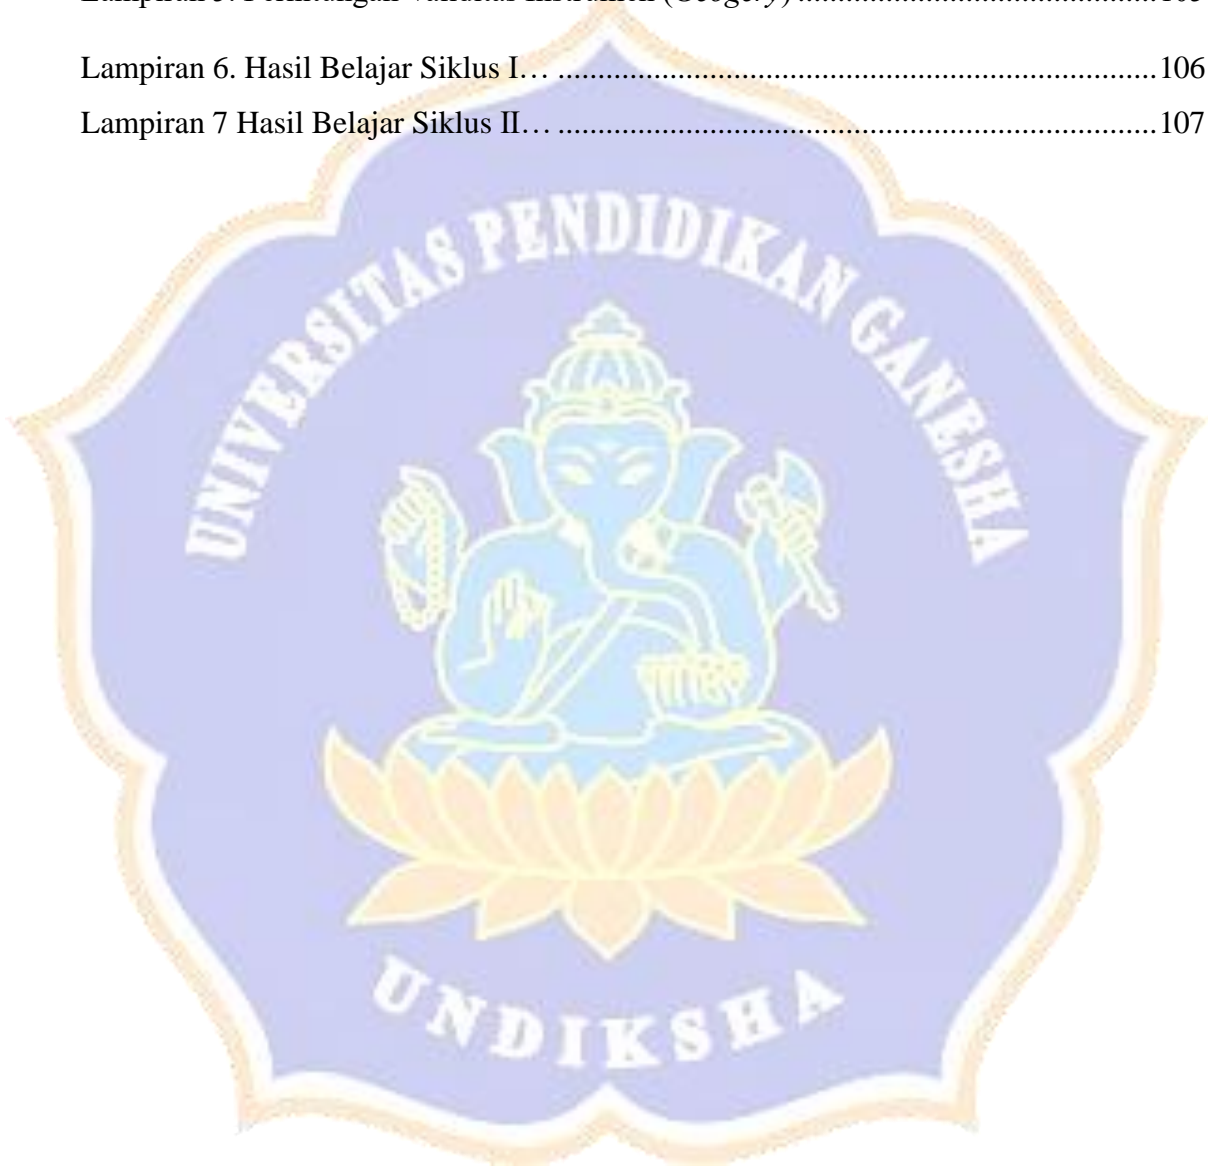 Lampiran 6. Hasil Belajar Siklus I… ...........................................................................106
Lampiran 7 Hasil Belajar Siklus II… ...........................................................................107
UNIVERSITAS PENDIDIKAN GANESHA
UNDIKSHA